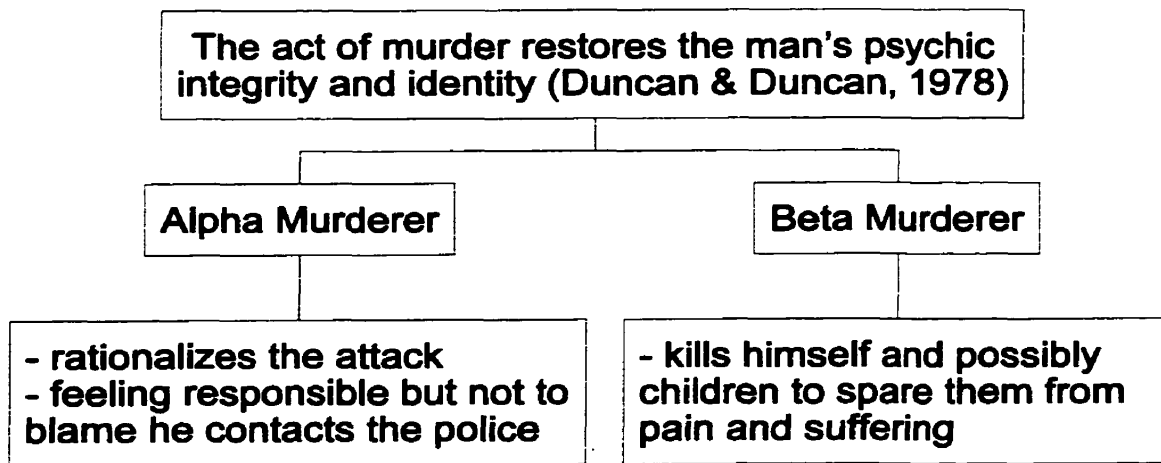 The act of murder restores the man's psychic
integrity and identity (Duncan & Duncan, 1978)
Alpha Murderer
Beta Murderer
- rationalizes the attack
- feeling responsible but not to
blame he contacts the police
- kills himself and possibly
children to spare them from
pain and suffering